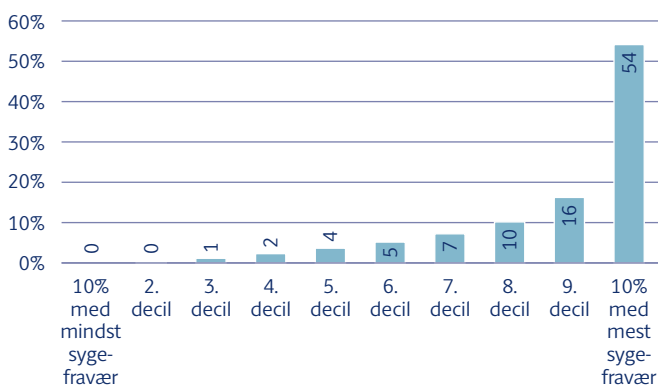 60%
50%
40%
30%
20%
10%
0%
0
0
1
2
4
5
7
10
16
54
10% med mindst syge-fravær
2. decil
3. decil
4. decil
5. decil
6. decil
7. decil
8. decil
9. decil
10% med mest syge-fravær